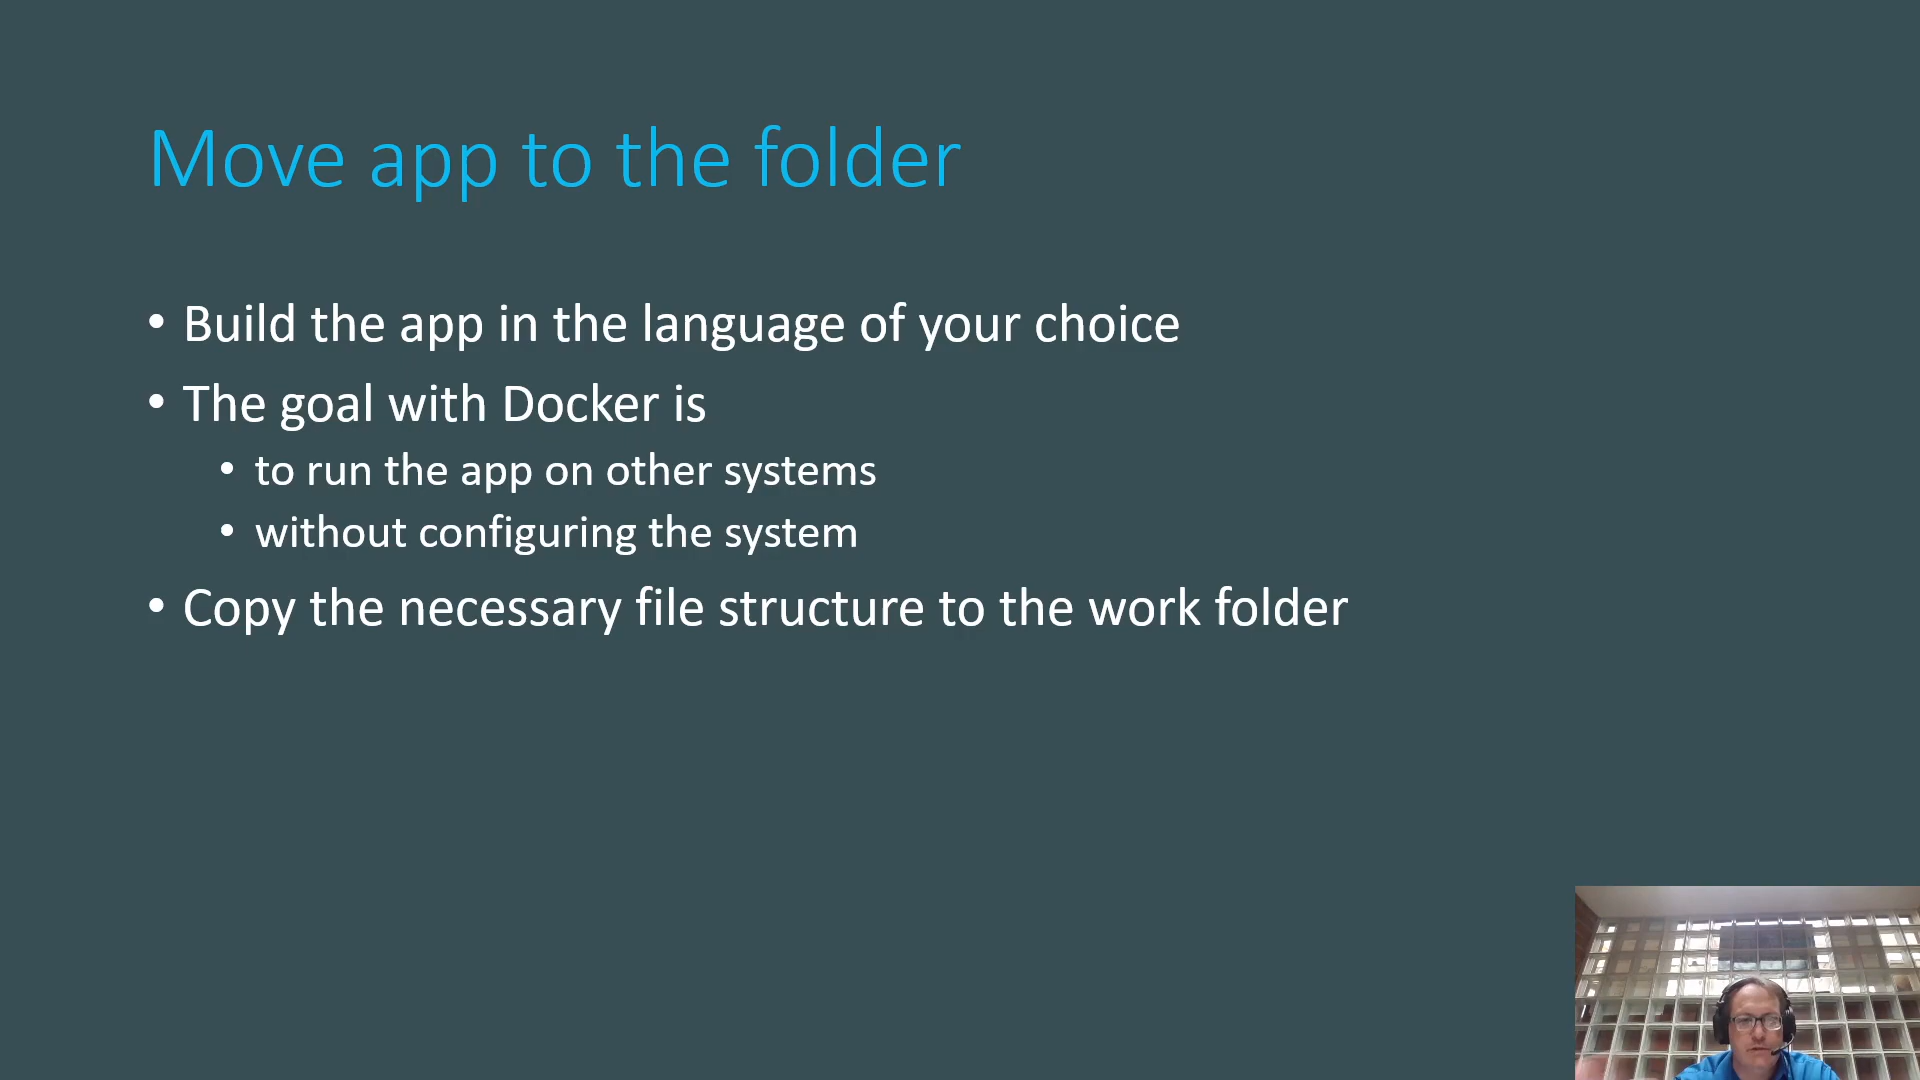 Move app to the folder
• Build the app in the language of your choice
• The goal with Docker is
• to run the app on other systems
• without configuring the system
• Copy the necessary file structure to the work folder